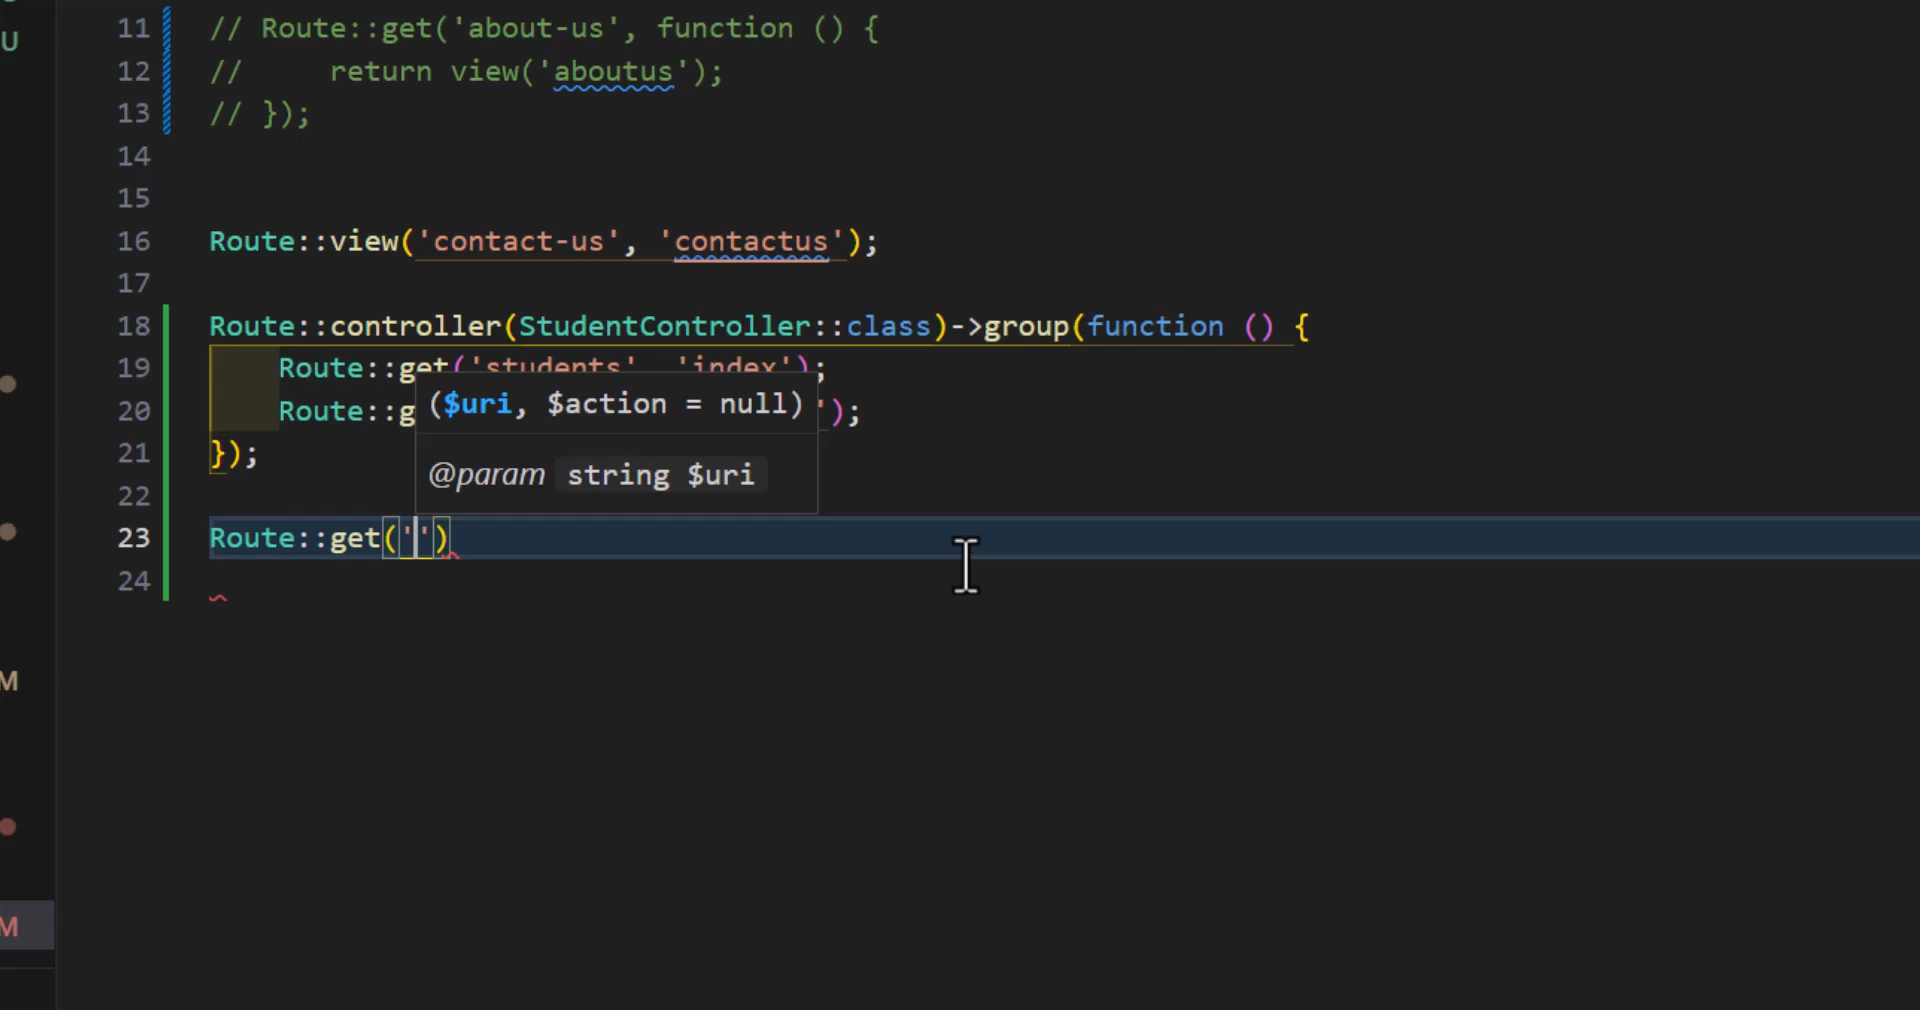 U
11 // Route::get('about-us', function () {
12 //     return view('aboutus');
13 // });
14
15
16 Route::view('contact-us', 'contactus');
17
18 Route::controller(StudentController::class)->group(function () {
19     Route::get('students', 'index');
20     Route::g ');
($uri, $action = null)
21 });
@param string $uri
22
23 Route::get('')
24
M
M